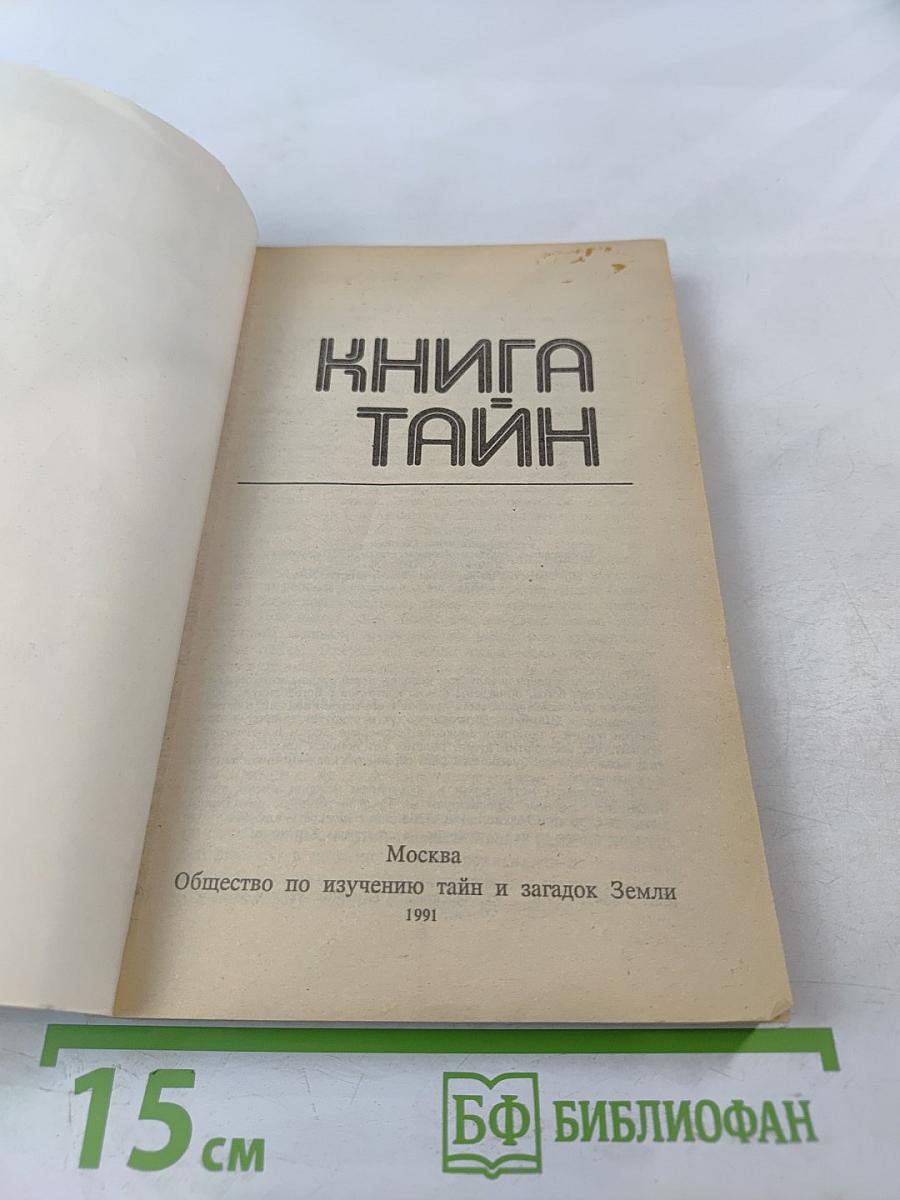 КНИГА
ТАЙН
Москва
Общество по изучению тайн и загадок Земли
1991
15 см
БФ БИБЛИОФАН